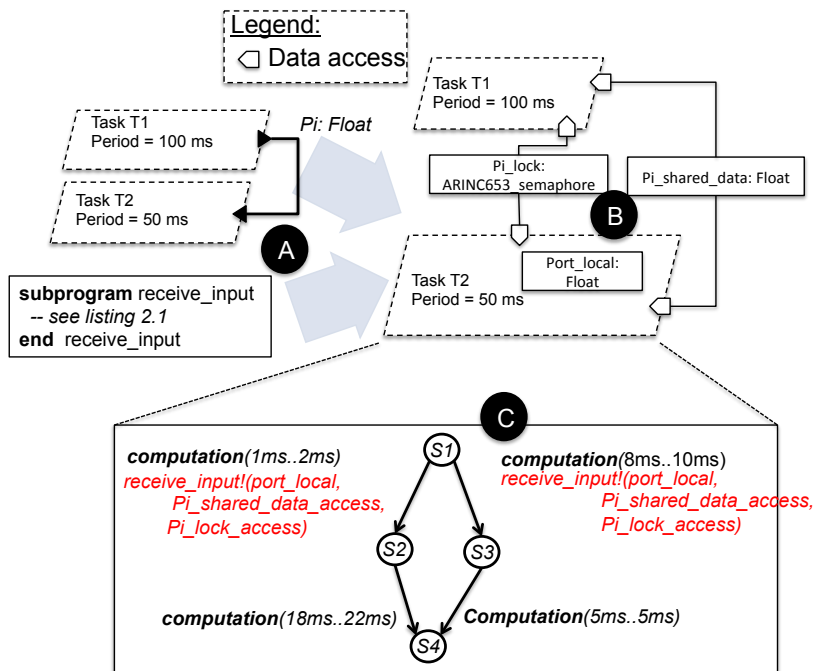 Legend:
Data access
Task T1
Period = 100 ms
Pi: Float
Task T2
Period = 50 ms
A
subprogram receive_input
-- see listing 2.1
end receive_input
Task T1
Period = 100 ms
Pi_lock:
ARINC653_semaphore
Pi_shared_data: Float
B
Task T2
Period = 50 ms
Port_local:
Float
C
computation(1ms..2ms)
receive_input!(port_local,
Pi_shared_data_access,
Pi_lock_access)
S1
computation(8ms..10ms)
receive_input!(port_local,
Pi_shared_data_access,
Pi_lock_access)
S2
S3
computation(18ms..22ms)
Computation(5ms..5ms)
S4